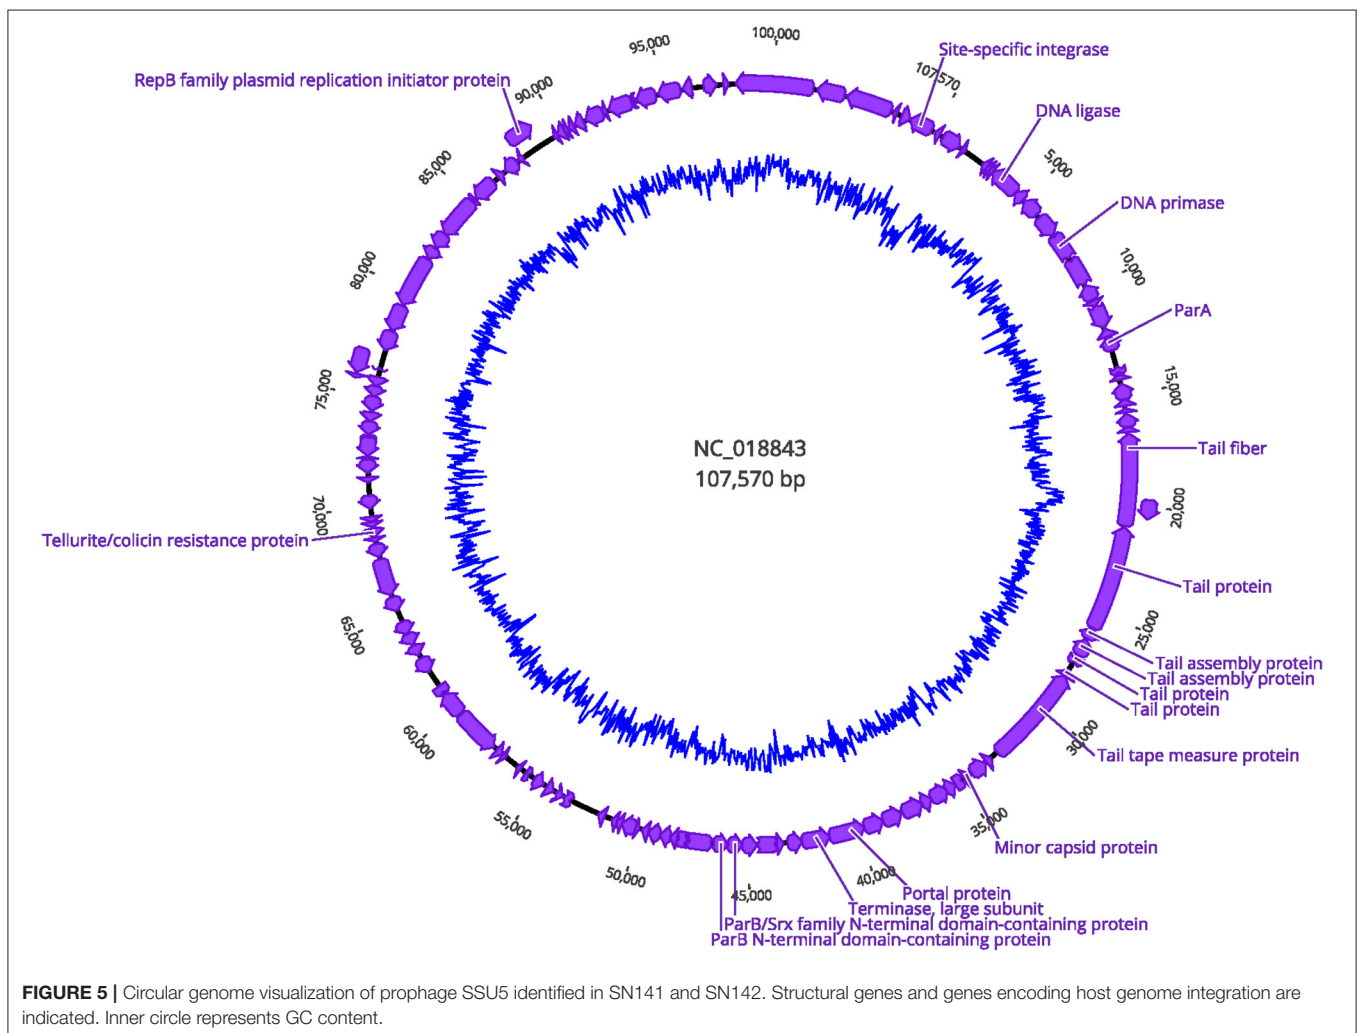 100,000
95,000
Site-specific integrase
107,570
RepB family plasmid replication initiator protein
90,000
DNA ligase
85,000
5,000
DNA primase
80,000
10,000
ParA
75,000
15,000
NC_018843
107,570 bp
Tail fiber
70,000
20,000
Tellurite/colicin resistance protein
Tail protein
65,000
25,000
Tail assembly protein
Tail assembly protein
Tail protein
Tail protein
60,000
30,000
Tail tape measure protein
55,000
35,000
Minor capsid protein
50,000
40,000
45,000
Portal protein
Terminase, large subunit
ParB/Srx family N-terminal domain-containing protein
ParB N-terminal domain-containing protein
FIGURE 5 | Circular genome visualization of prophage SSU5 identified in SN141 and SN142. Structural genes and genes encoding host genome integration are
indicated. Inner circle represents GC content.